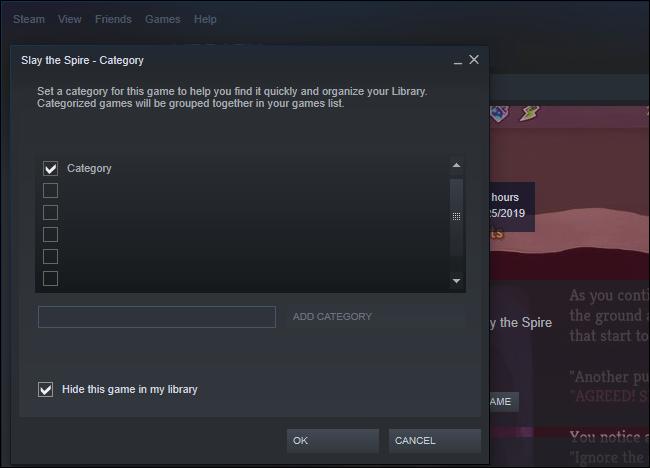 Steam View Friends Games Help
Slay the Spire - Category
Set a category for this game to help you find it quickly and organize your Library.
Categorized games will be grouped together in your games list.
Category
hours
5/2019
ts
ADD CATEGORY
As you conti
the ground a
y the Spire
that start to
Hide this game in my library
"Another pu
AME
"AGREED! S
OK
CANCEL
You notice a
"Ignore the